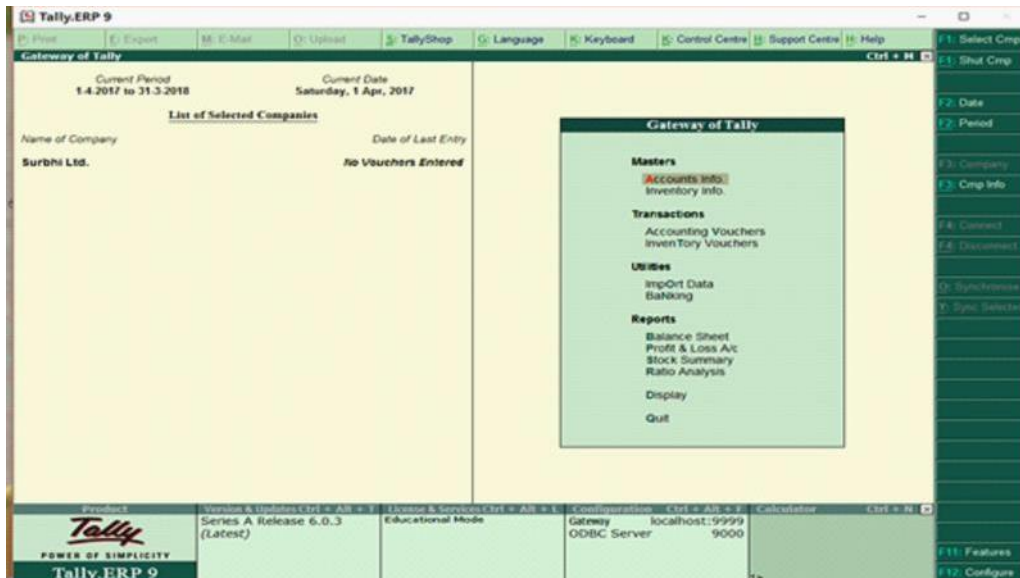 Tally.ERP 9
P: Print E: Export M: E-Mail O: Upload S: TallyShop G: Language K: Keyboard K: Control Centre H: Support Centre H: Help
F1: Select Cmp
Gateway of Tally Ctrl + M
F1: Shut Cmp
Current Period Current Date
1-4-2017 to 31-3-2018 Saturday, 1 Apr, 2017
F2: Date
List of Selected Companies
F2: Period
Gateway of Tally
Name of Company Date of Last Entry
Surbhi Ltd. No Vouchers Entered
Masters
F3: Company
Accounts Info.
F3: Cmp Info
Inventory Info.
Transactions
F4: Connect
Accounting Vouchers
InvenTory Vouchers
F4: Disconnect
Utilities
ImpOrt Data
O: Synchronise
BaNking
Y: Sync Selected
Reports
Balance Sheet
Profit & Loss A/c
Stock Summary
Ratio Analysis
Display
Quit
Product Version & Updates Ctrl + Alt + T License & Services Ctrl + Alt + L Configuration Ctrl + Alt + F Calculator Ctrl + N
Tally
POWER OF SIMPLICITY
Tally.ERP 9
Series A Release 6.0.3
(Latest)
Educational Mode
Gateway localhost:9999
ODBC Server 9000
F11: Features
F12: Configure